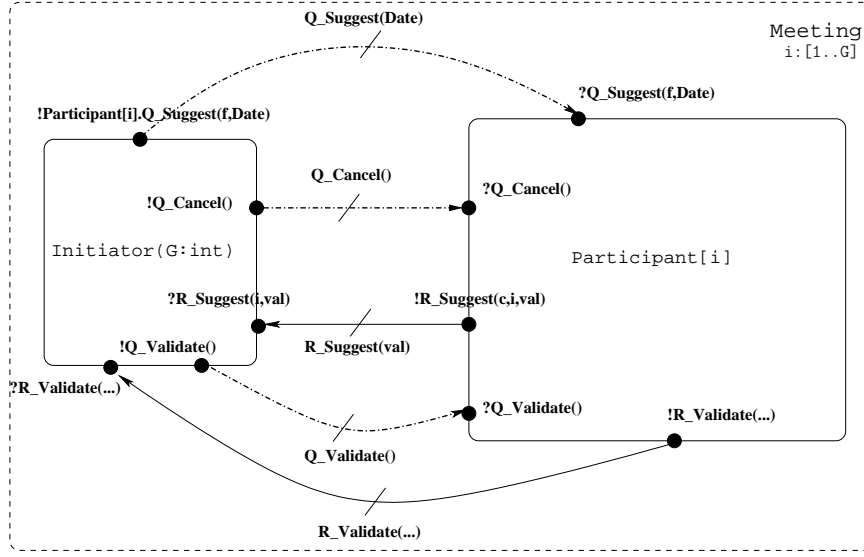 Q_Suggest(Date)
Meeting
i:[1..G]
?Q_Suggest(f,Date)
!Participant[i].Q_Suggest(f,Date)
Q_Cancel()
!Q_Cancel()
?Q_Cancel()
Initiator(G:int)
Participant[i]
?R_Suggest(i,val)
!R_Suggest(c,i,val)
R_Suggest(val)
!Q_Validate()
?R_Validate(...)
?Q_Validate()
!R_Validate(...)
Q_Validate()
R_Validate(...)